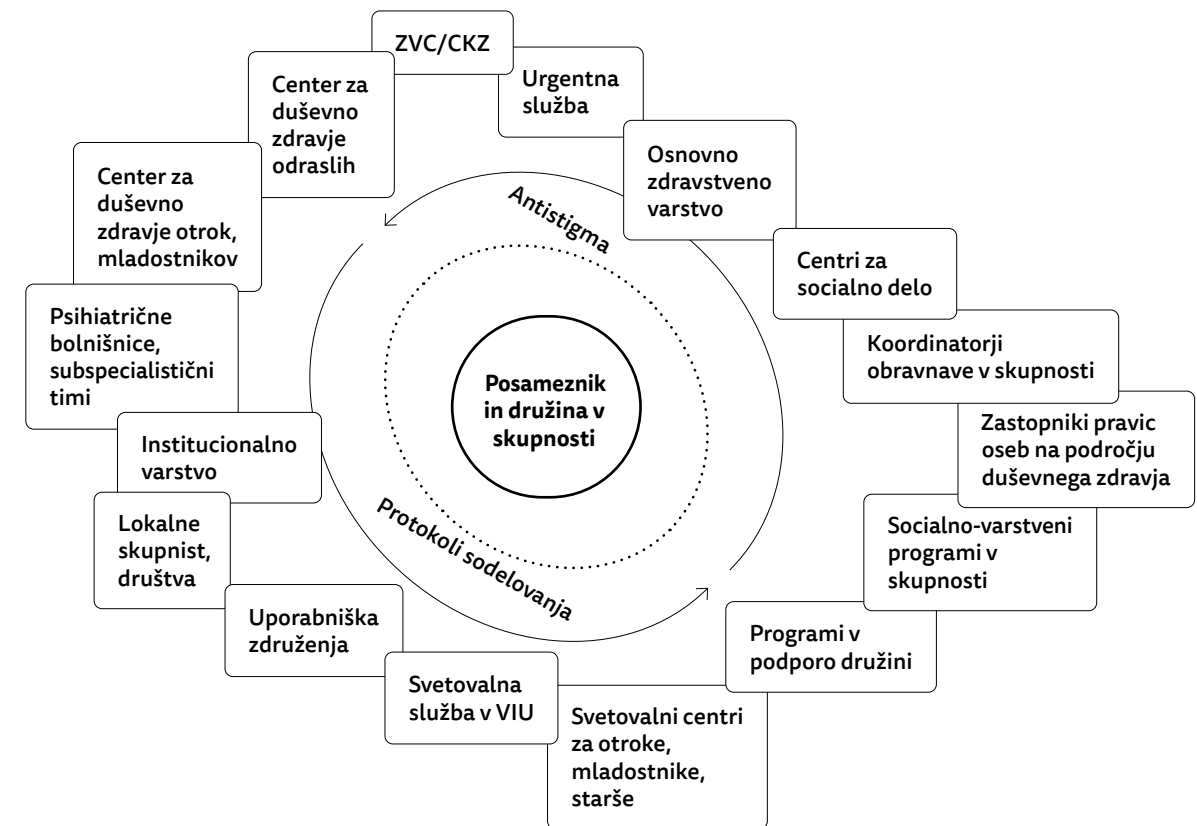 ZVC/CKZ
Urgentna
služba
Osnovno
zdravstveno
varstvo
Centri za
socialno delo
Koordinatorji
obravnave v skupnosti
Zastopniki pravic
oseb na področju
duševnega zdravja
Socialno-varstveni
programi v
skupnosti
Programi v
podporo družini
Svetovalni centri
za otroke,
mladostnike,
starše
Svetovalna
služba v VIU
Uporabniška
združenja
Lokalne
skupnist,
društva
Institucionalno
varstvo
Psihiatrične
bolnišnice,
subspecialistični
timi
Center za
duševno
zdravje otrok,
mladostnikov
Center za
duševno
zdravje
odraslih
Antistigma
Posameznik
in družina v
skupnosti
Protokoli sodelovanja